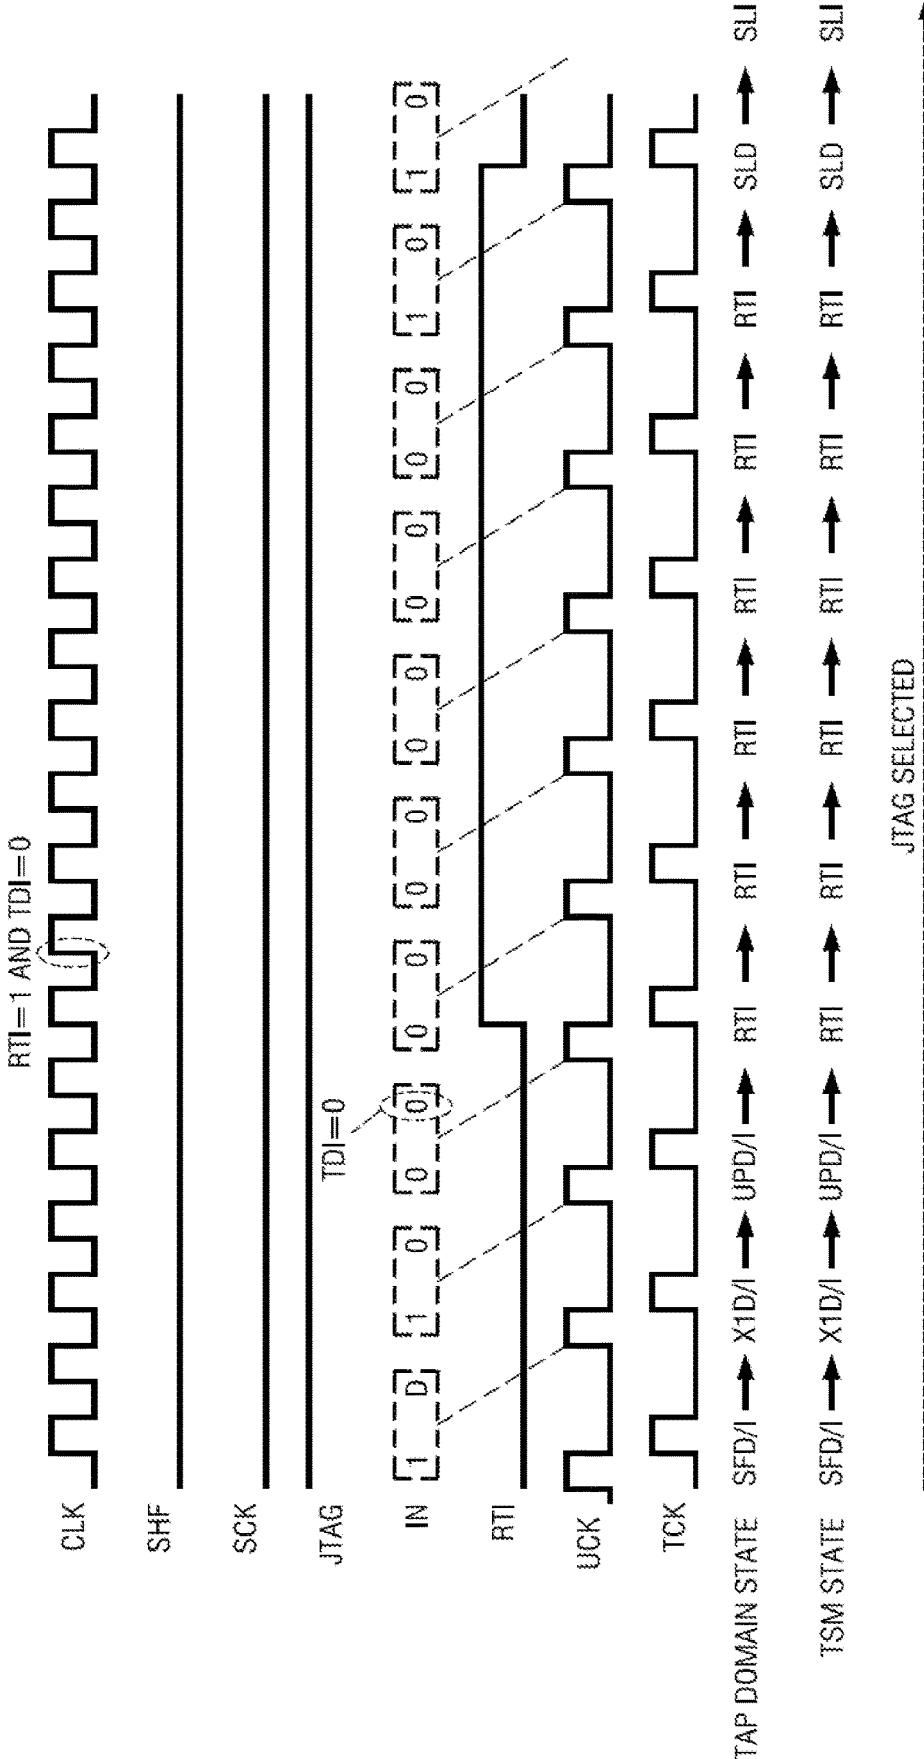 RTI=1 AND TDI=0
CLK
SHF
SCK
JTAG
TDI=0
IN 1 D 1 0 0 0 0 0 0 0 0 0 0 0 0 0 1 0 1 0
RTI
UCK
TCK
TAP DOMAIN STATE SFD/I → X1D/I → UPD/I → RTI → RTI → RTI → RTI → RTI → RTI → SLD → SLI
TSM STATE SFD/I → X1D/I → UPD/I → RTI → RTI → RTI → RTI → RTI → RTI → SLD → SLI
JTAG SELECTED